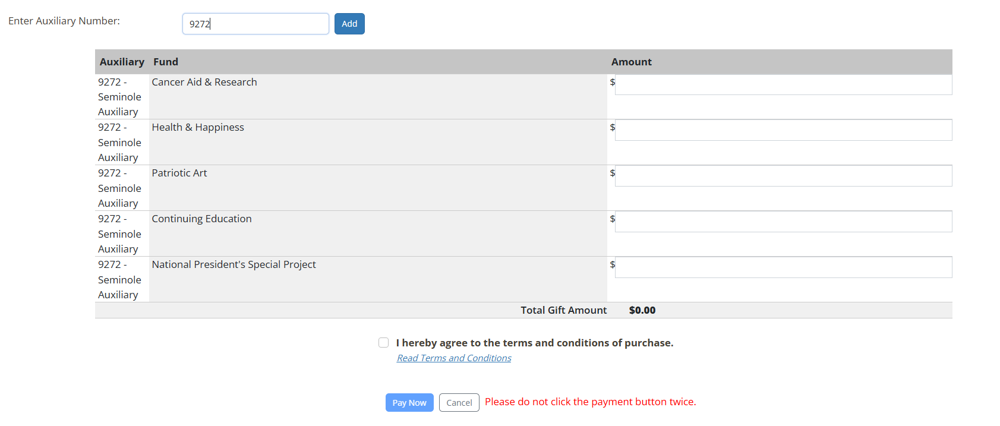 Enter Auxiliary Number:
9272
Add
Auxiliary Fund Amount
9272 - Cancer Aid & Research $
Seminole
Auxiliary
9272 - Health & Happiness $
Seminole
Auxiliary
9272 - Patriotic Art $
Seminole
Auxiliary
9272 - Continuing Education $
Seminole
Auxiliary
9272 - National President's Special Project $
Seminole
Auxiliary
Total Gift Amount $0.00
I hereby agree to the terms and conditions of purchase.
Read Terms and Conditions
Pay Now Cancel Please do not click the payment button twice.